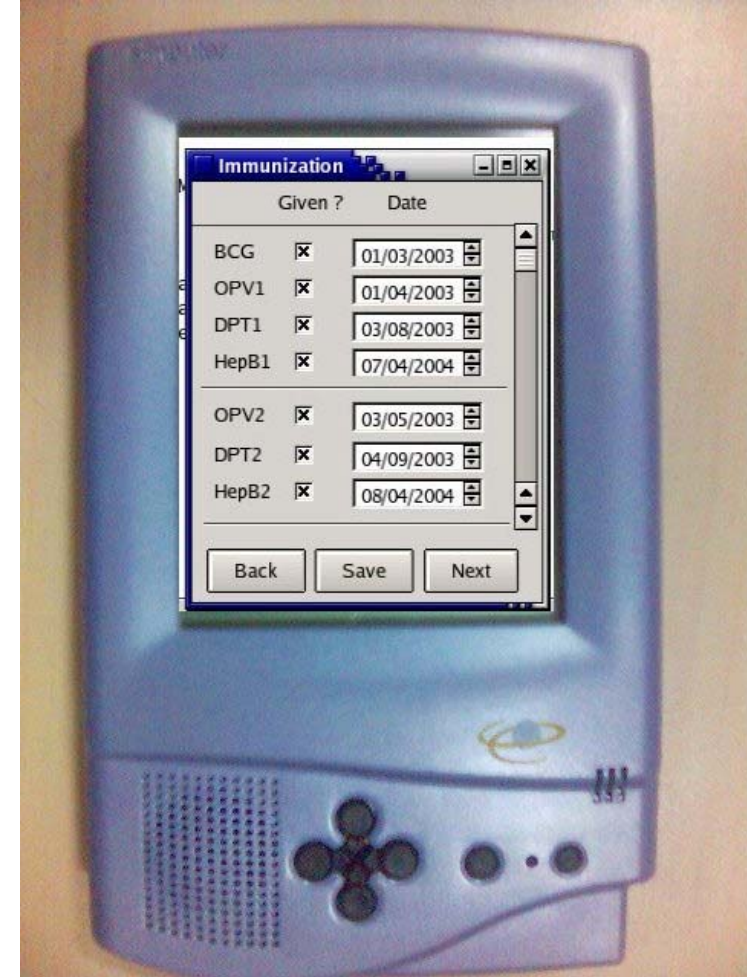 Immunization
Given ? Date
BCG 01/03/2003
OPV1 01/04/2003
DPT1 03/08/2003
HepB1 07/04/2004
OPV2 03/05/2003
DPT2 04/09/2003
HepB2 08/04/2004
Back Save Next